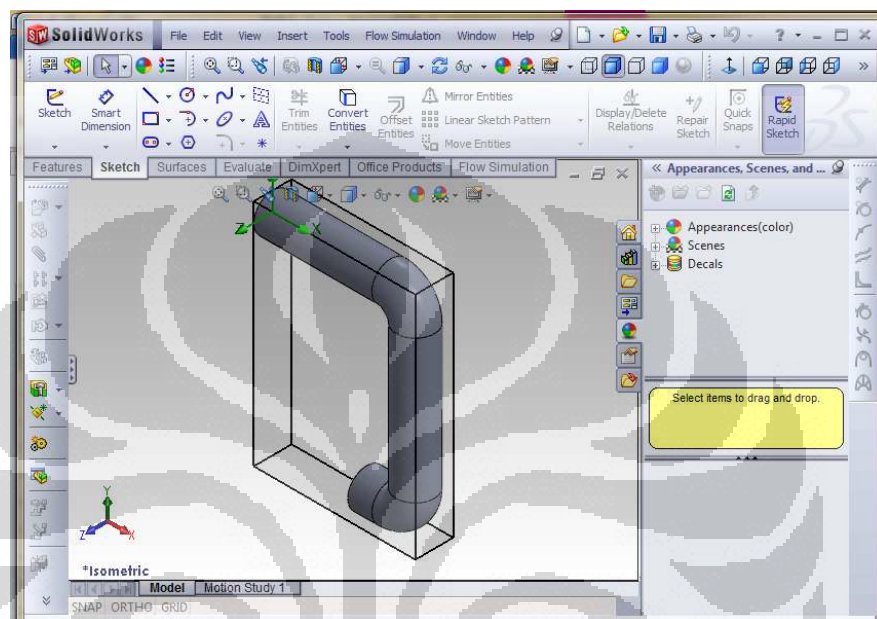 SolidWorks File Edit View Insert Tools Flow Simulation Window Help
Sketch Smart Dimension Trim Entities Convert Entities Offset Entities Mirror Entities Linear Sketch Pattern Move Entities Display/Delete Relations Repair Sketch Quick Snaps Rapid Sketch
Features Sketch Surfaces Evaluate DimXpert Office Products Flow Simulation
Appearances, Scenes, and ...
Z X
Appearances(color)
Scenes
Decals
Select items to drag and drop.
Y
Z X
*Isometric
Model Motion Study 1
SNAP ORTHO GRID